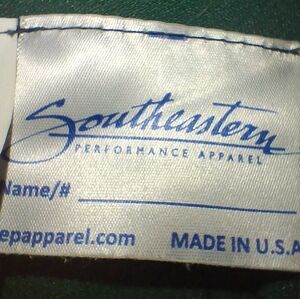 Southeastern
PERFORMANCE APPAREL
Name/#
epapparel.com MADE IN U.S.A